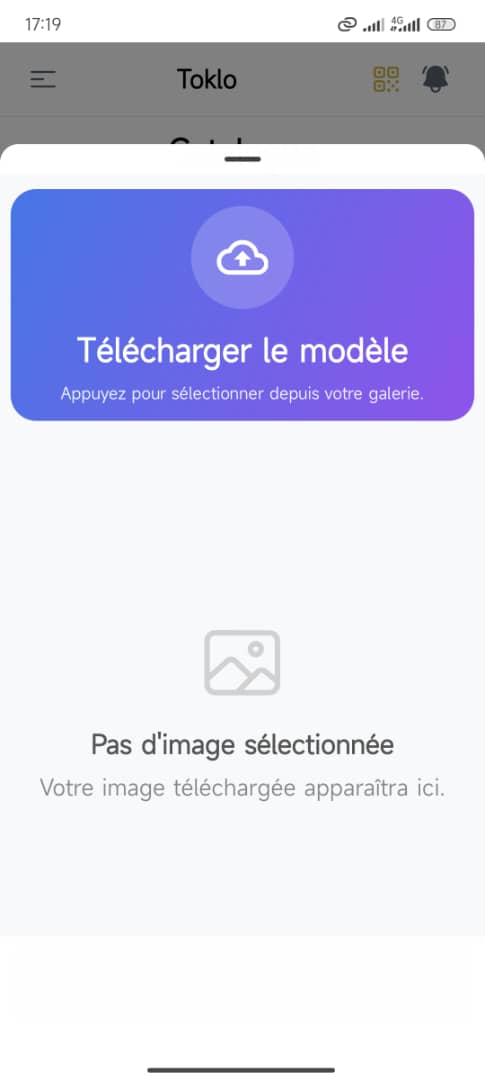 17:19
4G
87
Toklo
Télécharger le modèle
Appuyez pour sélectionner depuis votre galerie.
Pas d'image sélectionnée
Votre image téléchargée apparaîtra ici.